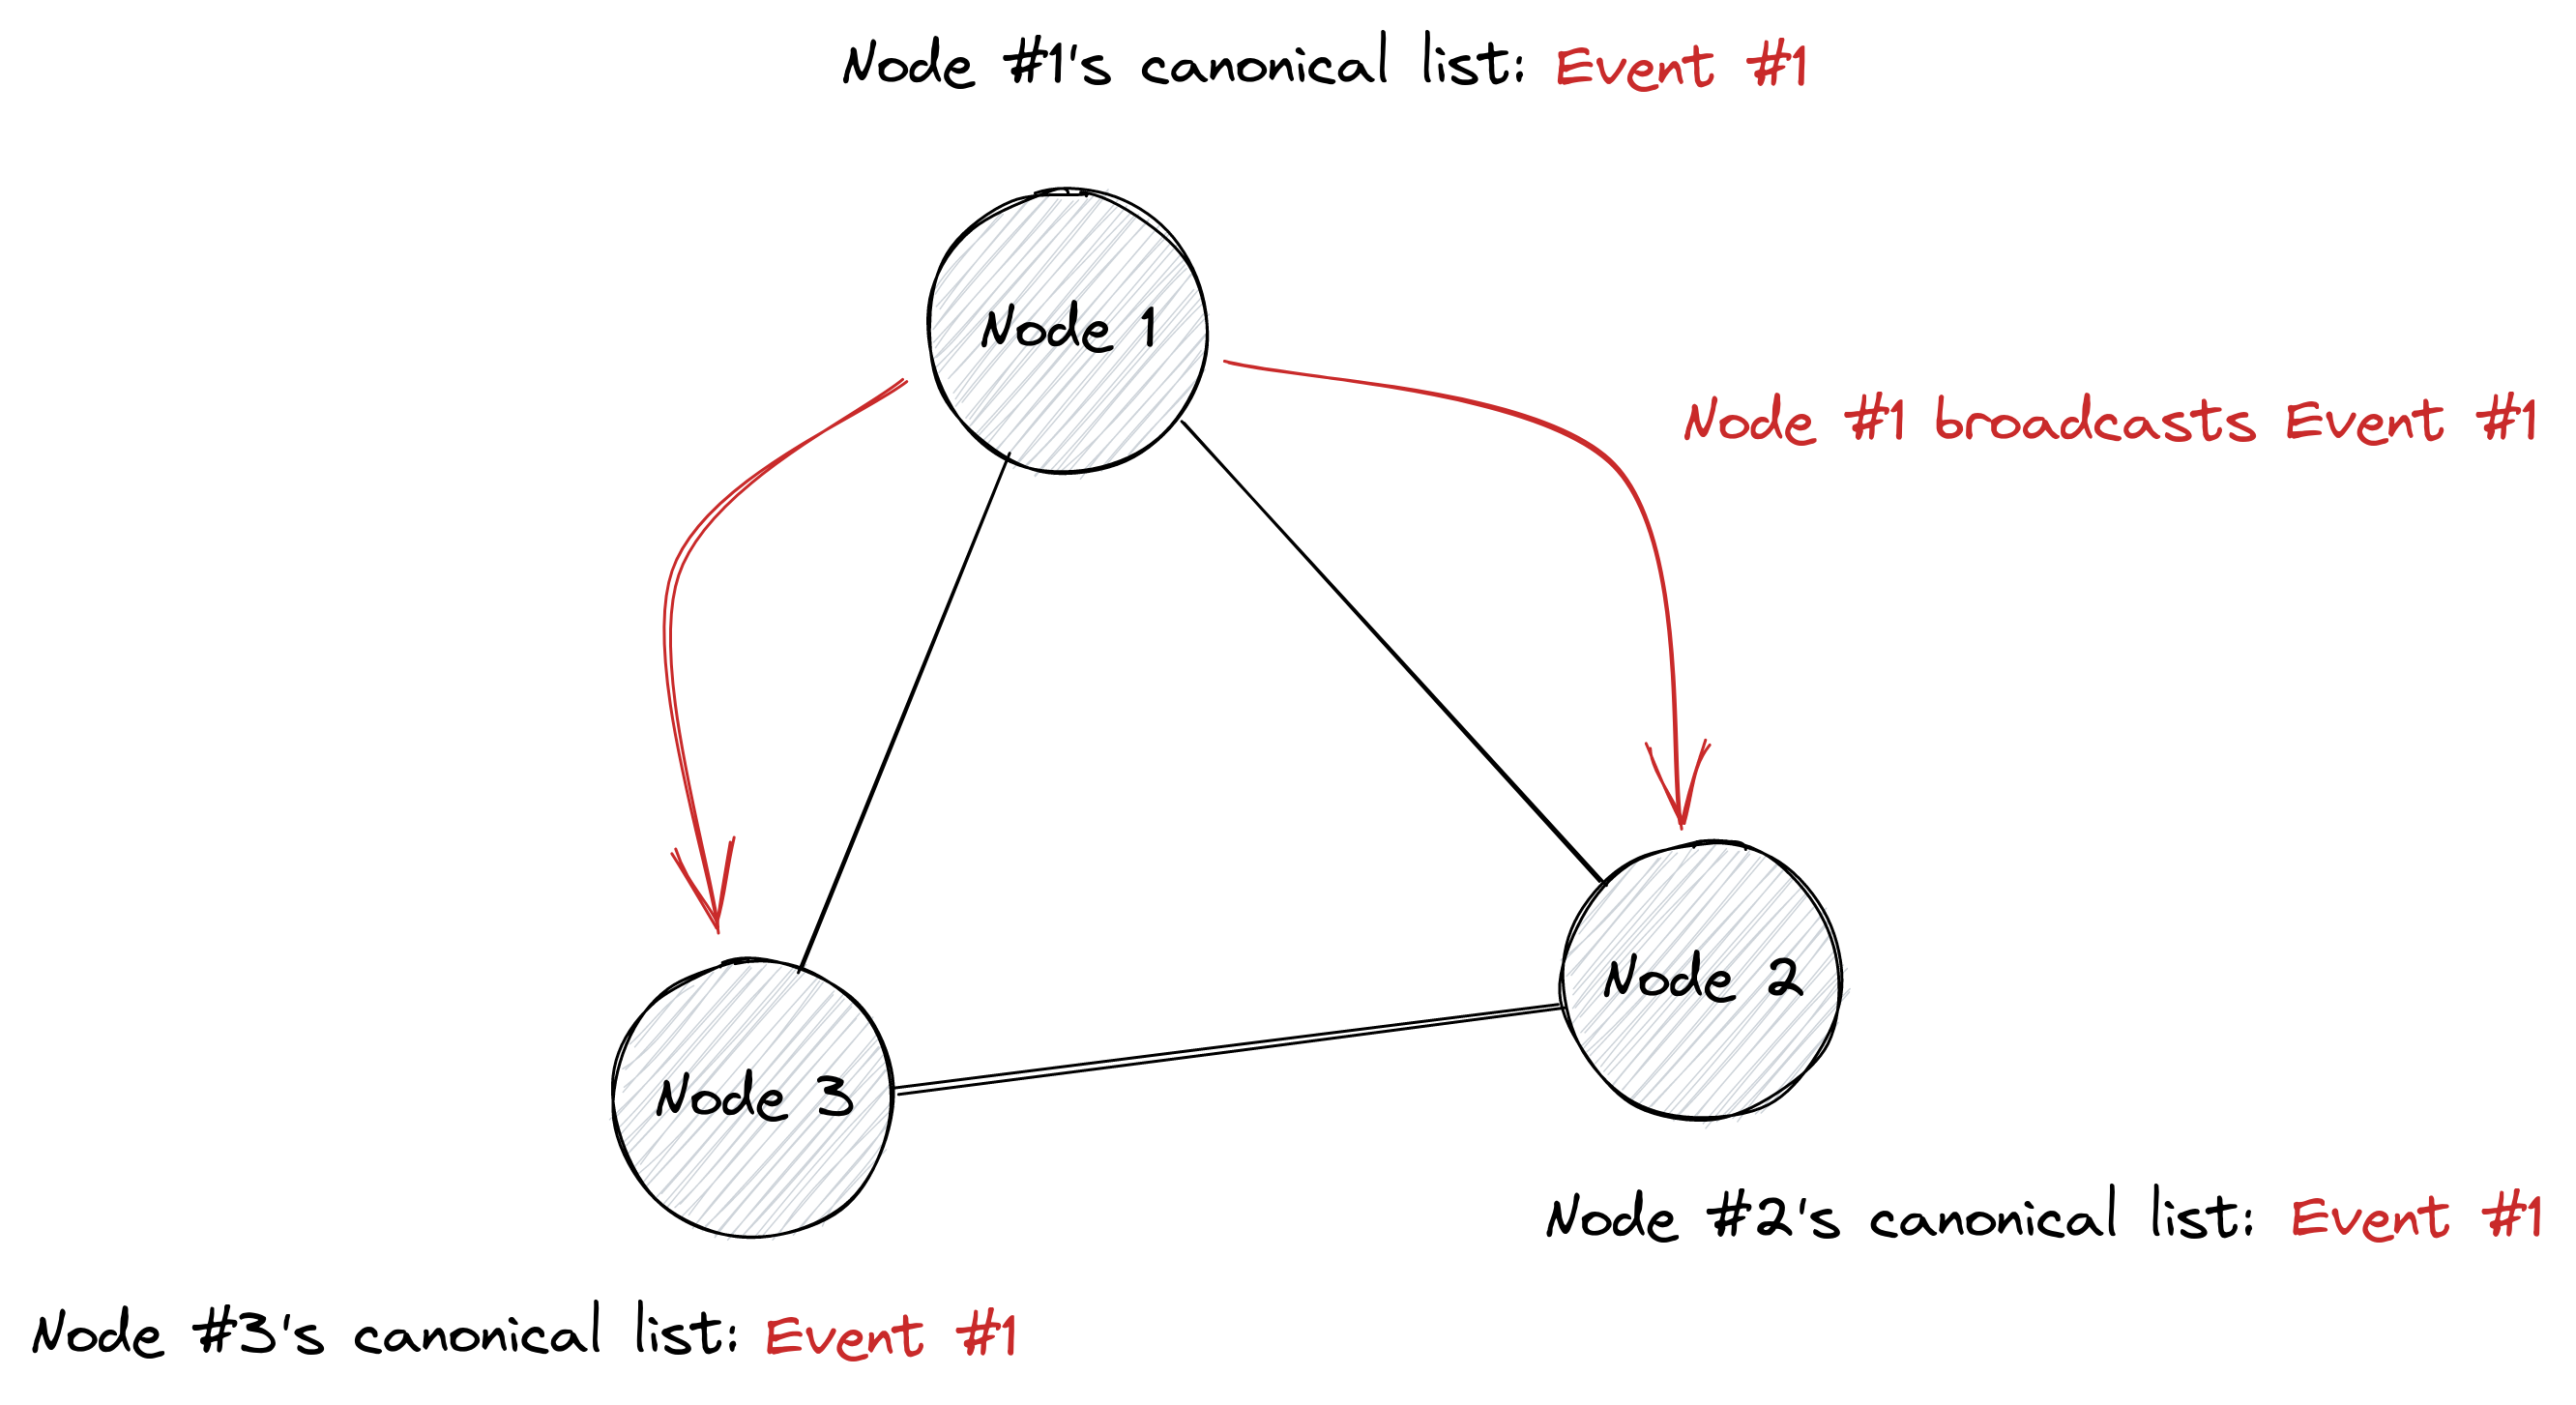 Node #1's canonical list: Event #1
Node 1
Node #1 broadcasts Event #1
Node 2
Node 3
Node #2's canonical list: Event #1
Node #3's canonical list: Event #1